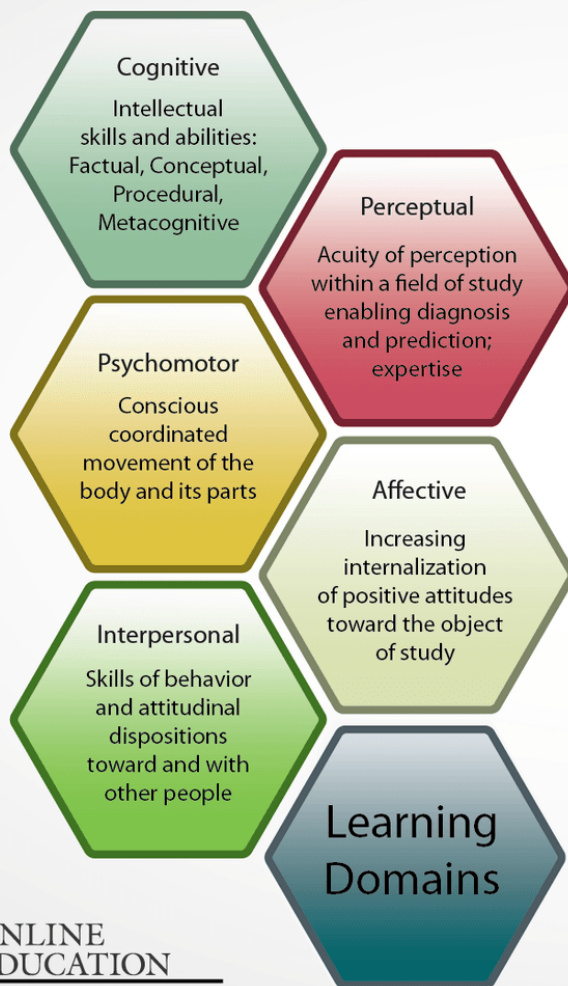 Cognitive
Intellectual
skills and abilities:
Factual, Conceptual,
Procedural,
Metacognitive
Perceptual
Acuity of perception
within a field of study
enabling diagnosis
and prediction;
expertise
Psychomotor
Conscious
coordinated
movement of the
body and its parts
Affective
Increasing
internalization
of positive attitudes
toward the object
of study
Interpersonal
Skills of behavior
and attitudinal
dispositions
toward and with
other people
Learning
Domains
NLINE
DUCATION